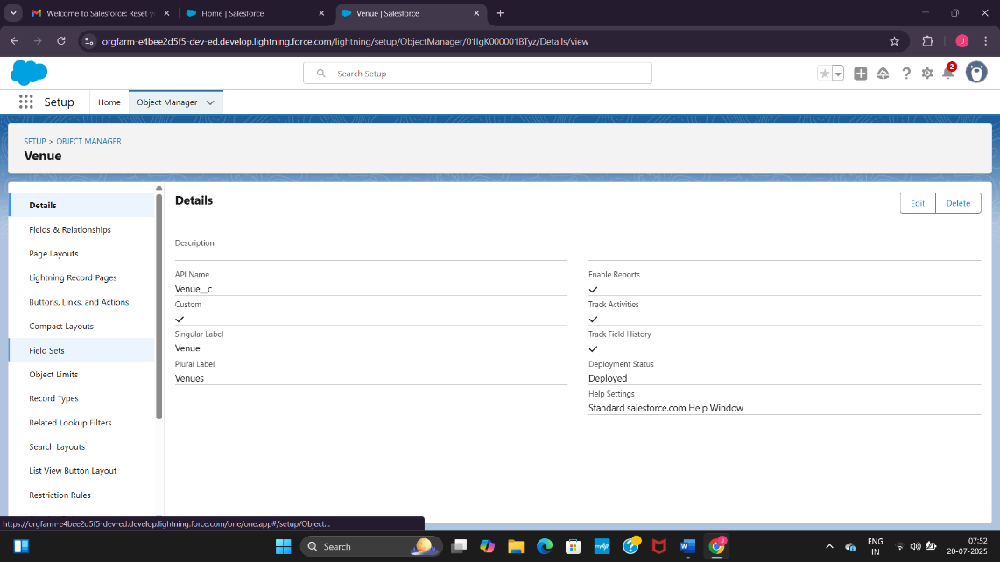 Welcome to Salesforce: Reset yo
Home | Salesforce
Venue | Salesforce
orgfarm-e4bee2d5f5-dev-ed.develop.lightning.force.com/lightning/setup/ObjectManager/01IgK000001BTyz/Details/view
J
Search Setup
2
Setup
Home
Object Manager
SETUP > OBJECT MANAGER
Venue
Details
Fields & Relationships
Page Layouts
Lightning Record Pages
Buttons, Links, and Actions
Compact Layouts
Field Sets
Object Limits
Record Types
Related Lookup Filters
Search Layouts
List View Button Layout
Restriction Rules
Details
Edit
Delete
Description
API Name
Venue__c
Custom
Singular Label
Venue
Plural Label
Venues
Enable Reports
Track Activities
Track Field History
Deployment Status
Deployed
Help Settings
Standard salesforce.com Help Window
https://orgfarm-e4bee2d5f5-dev-ed.develop.lightning.force.com/one/one.app#/setup/Object...
Search
ENG
IN
07:52
20-07-2025